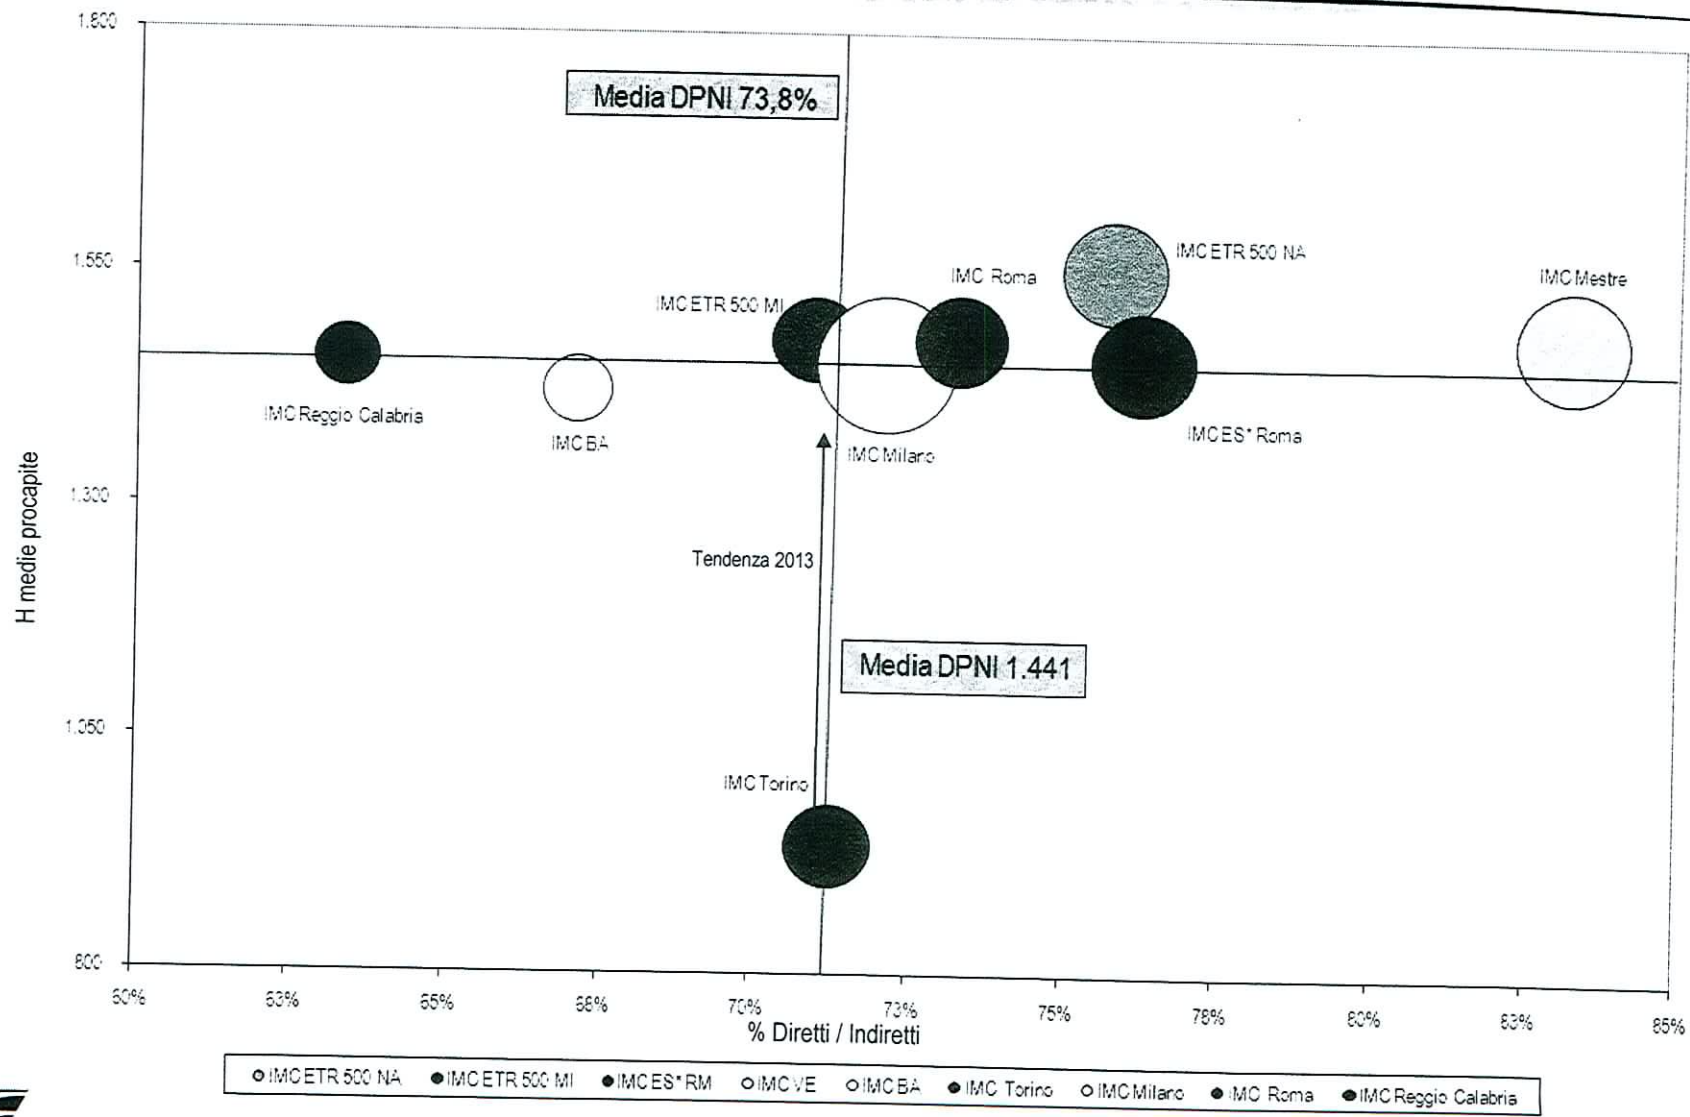 1.800
Media DPNI 73,8%
1.550
IMC ETR 500 NA
IMC Roma
IMC Mestre
IMC ETR 500 MI
IMC Reggio Calabria
IMC BA
IMC ES* Roma
IMC Milano
H medie procapite
1.300
Tendenza 2013
Media DPNI 1.441
1.050
IMC Torino
800
60% 63% 65% 68% 70% 73% 75% 78% 80% 83% 85%
% Diretti / Indiretti
IMC ETR 500 NA IMC ETR 500 MI IMC ES* RM IMC VE IMC BA IMC Torino IMC Milano IMC Roma IMC Reggio Calabria